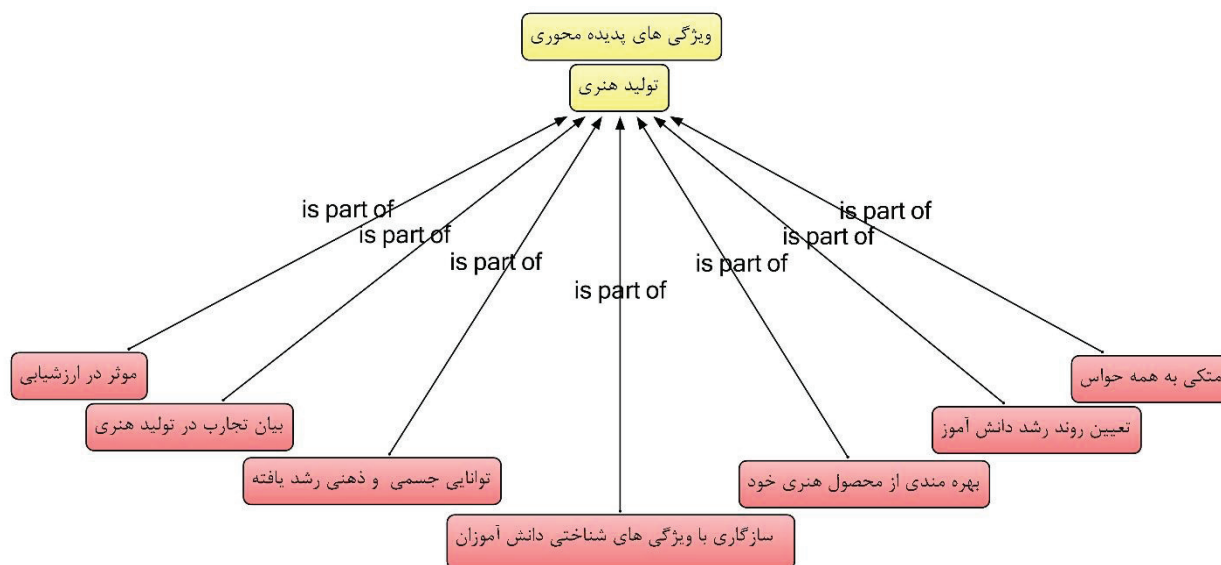 ویژگی های پدیده محوری
تولید هنری
is part of
is part of
is part of
is part of
is part of
is part of
is part of
متکی به همه حواس
موثر در ارزشیابی
تعیین روند رشد دانش آموز
بیان تجارب در تولید هنری
بهره مندی از محصول هنری خود
توانایی جسمی و ذهنی رشد یافته
سازگاری با ویژگی های شناختی دانش آموزان